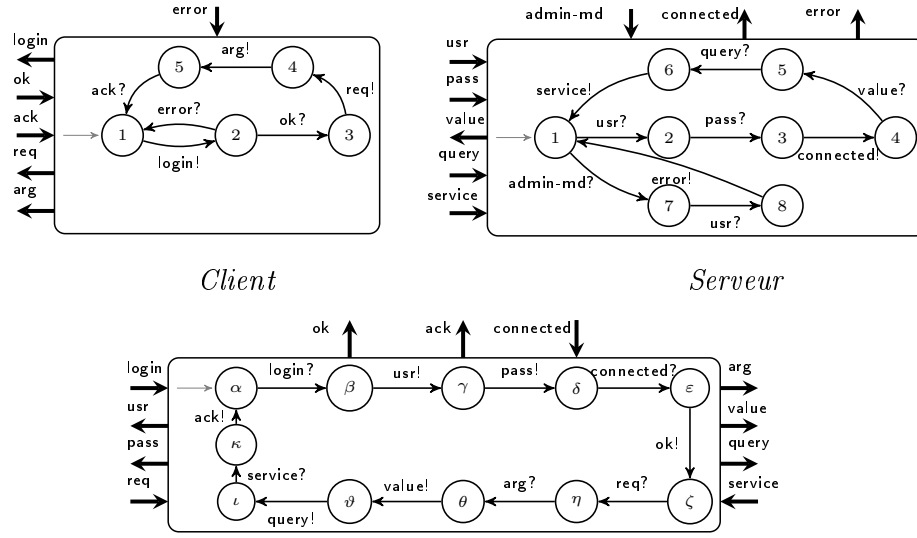 error
login
ok
ack
req
arg
arg!
5
4
ack?
error?
req!
1
2
ok?
3
login!
Client
admin-md
connected
error
usr
pass
value
query
service
query?
6
5
service!
value?
1
usr?
2
pass?
3
connected!
4
admin-md?
error!
7
usr?
8
Serveur
ok
ack
connected
login
usr
pass
req
arg
value
query
service
α
login?
β
usr!
γ
pass!
δ
connected?
ε
ack!
κ
ok!
service?
ι
query!
ϑ
value!
θ
arg?
η
req?
ζ